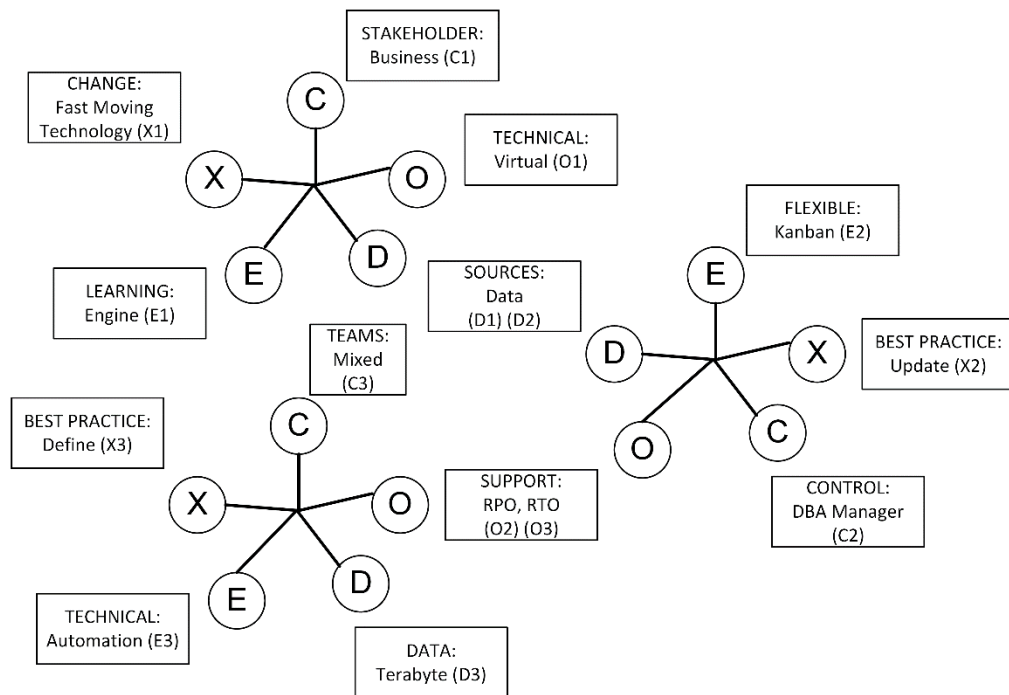 STAKEHOLDER:
Business (C1)
CHANGE:
Fast Moving
Technology (X1)
C
TECHNICAL:
Virtual (O1)
X
O
FLEXIBLE:
Kanban (E2)
E
D
E
LEARNING:
Engine (E1)
SOURCES:
Data
(D1) (D2)
TEAMS:
Mixed
(C3)
D
X
BEST PRACTICE:
Update (X2)
BEST PRACTICE:
Define (X3)
C
O
C
SUPPORT:
RPO, RTO
(O2) (O3)
CONTROL:
DBA Manager
(C2)
X
O
E
D
TECHNICAL:
Automation (E3)
DATA:
Terabyte (D3)